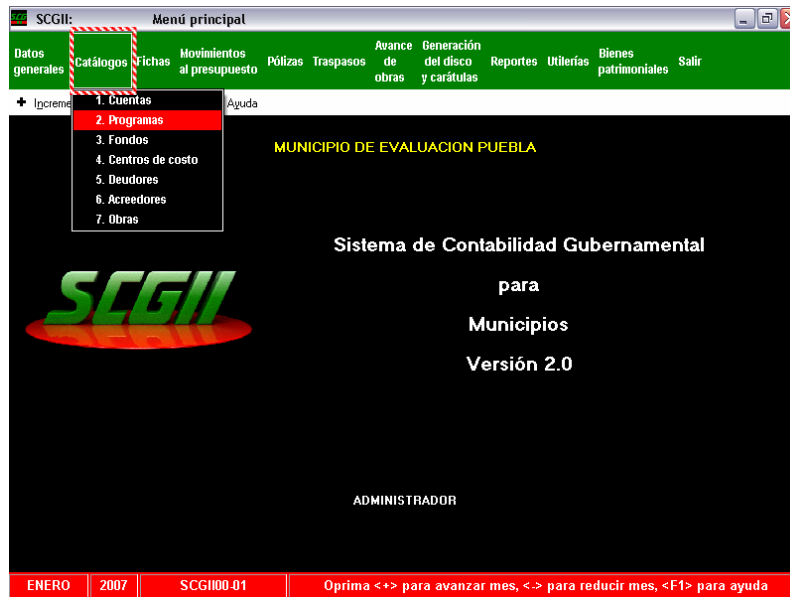 SCGII: Menú principal
Datos generales Catálogos Fichas Movimientos al presupuesto Pólizas Traspasos Avance de obras Generación del disco y carátulas Reportes Utilerías Bienes patrimoniales Salir
+ Increme Ayuda
1. Cuentas
2. Programas
3. Fondos
4. Centros de costo
5. Deudores
6. Acreedores
7. Obras
MUNICIPIO DE EVALUACION PUEBLA
Sistema de Contabilidad Gubernamental
para
Municipios
Versión 2.0
SCGII
ADMINISTRADOR
ENERO 2007 SCGII00-01 Oprima <+> para avanzar mes, <-> para reducir mes, <F1> para ayuda